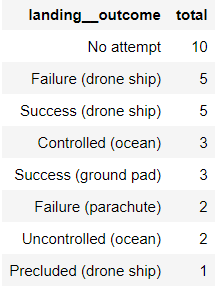 landing__outcome total
No attempt 10
Failure (drone ship) 5
Success (drone ship) 5
Controlled (ocean) 3
Success (ground pad) 3
Failure (parachute) 2
Uncontrolled (ocean) 2
Precluded (drone ship) 1